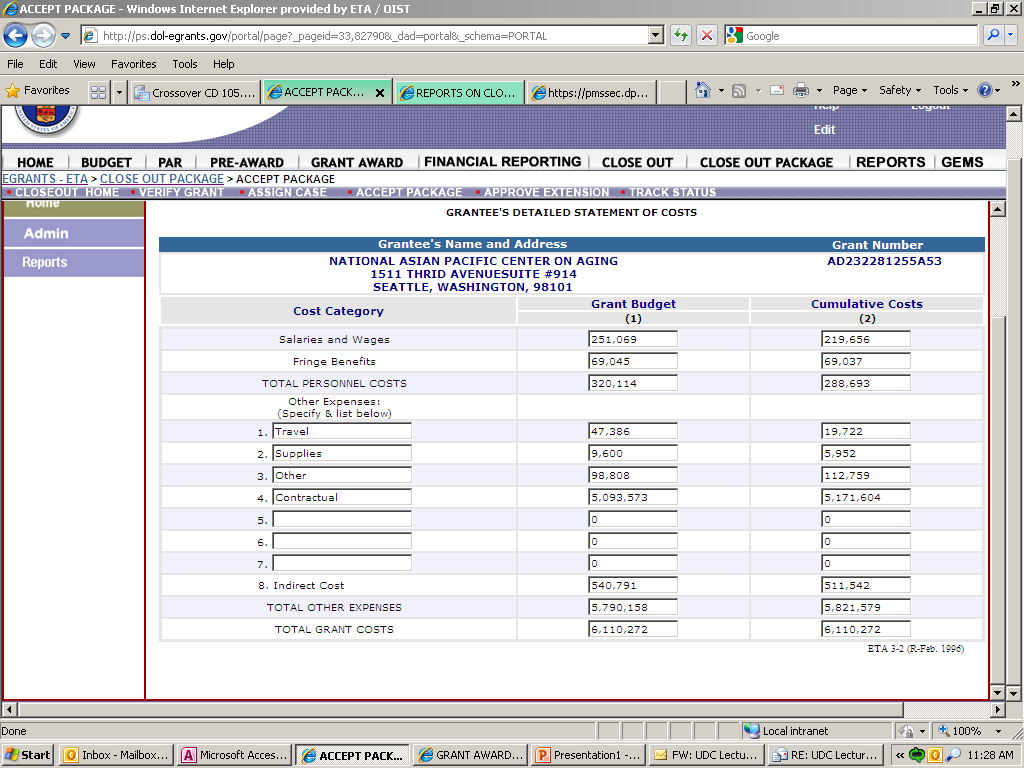 ACCEPT PACKAGE - Windows Internet Explorer provided by ETA / OIST
http://ps.dol-egrants.gov/portal/page?_pageid=33,82790&_dad=portal&_schema=PORTAL
Google
File Edit View Favorites Tools Help
Favorites
Crossover CD 105....
ACCEPT PACK...
REPORTS ON CLO...
https://pmssec.dp...
Page Safety Tools »
Help Logout
Edit
HOME BUDGET PAR PRE-AWARD GRANT AWARD FINANCIAL REPORTING CLOSE OUT CLOSE OUT PACKAGE REPORTS GEMS
EGRANTS - ETA > CLOSE OUT PACKAGE > ACCEPT PACKAGE
CLOSEOUT HOME VERIFY GRANT ASSIGN CASE ACCEPT PACKAGE APPROVE EXTENSION TRACK STATUS
Home
Admin
Reports
GRANTEE'S DETAILED STATEMENT OF COSTS
Grantee's Name and Address Grant Number
NATIONAL ASIAN PACIFIC CENTER ON AGING AD232281255A53
1511 THRID AVENUESUITE #914
SEATTLE, WASHINGTON, 98101
Cost Category Grant Budget Cumulative Costs
(1) (2)
Salaries and Wages 251,069 219,656
Fringe Benefits 69,045 69,037
TOTAL PERSONNEL COSTS 320,114 288,693
Other Expenses:
(Specify & list below)
1. Travel 47,386 19,722
2. Supplies 9,600 5,952
3. Other 98,808 112,759
4. Contractual 5,093,573 5,171,604
5. 0 0
6. 0 0
7. 0 0
8. Indirect Cost 540,791 511,542
TOTAL OTHER EXPENSES 5,790,158 5,821,579
TOTAL GRANT COSTS 6,110,272 6,110,272
ETA 3-2 (R-Feb. 1996)
Done Local intranet 100%
Start Inbox - Mailbox... Microsoft Acces... ACCEPT PACK... GRANT AWARD... Presentation1 -... FW: UDC Lectu... RE: UDC Lectur... « 11:28 AM